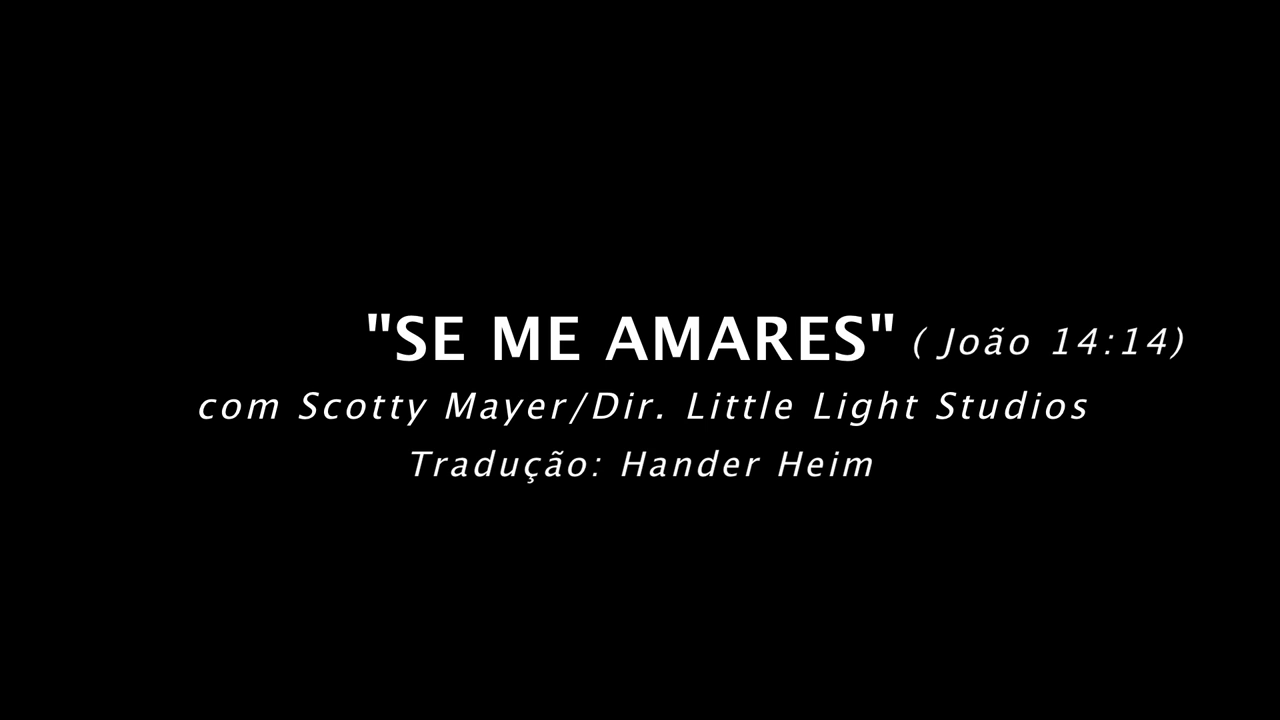 "SE ME AMARES" ( João 14:14)
com Scotty Mayer/Dir. Little Light Studios
Tradução: Hander Heim